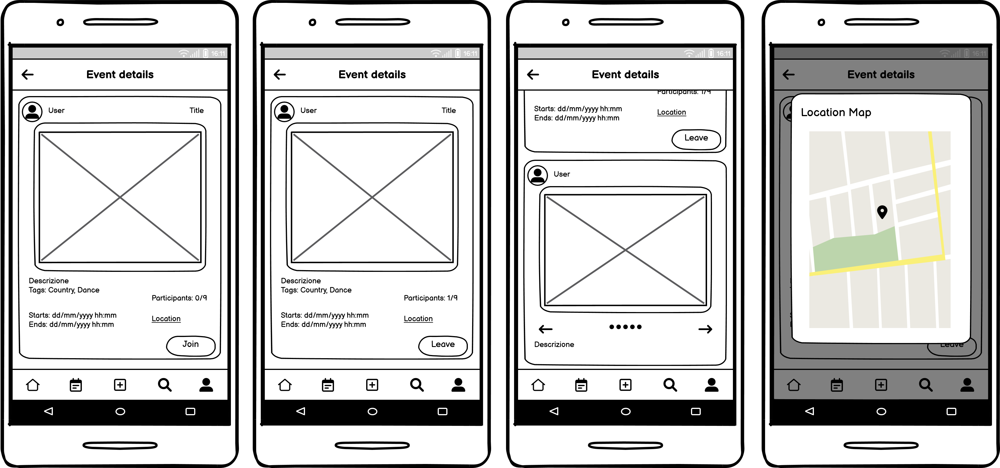 16:11
Event details
User
Title
Descrizione
Tags: Country, Dance
Participants: 0/9
Starts: dd/mm/yyyy hh:mm
Location
Ends: dd/mm/yyyy hh:mm
Join
16:11
Event details
User
Title
Descrizione
Tags: Country, Dance
Participants: 1/9
Starts: dd/mm/yyyy hh:mm
Location
Ends: dd/mm/yyyy hh:mm
Leave
16:11
Event details
Participants: 1/9
Starts: dd/mm/yyyy hh:mm
Location
Ends: dd/mm/yyyy hh:mm
Leave
User
Descrizione
16:11
Event details
Location Map
Leave